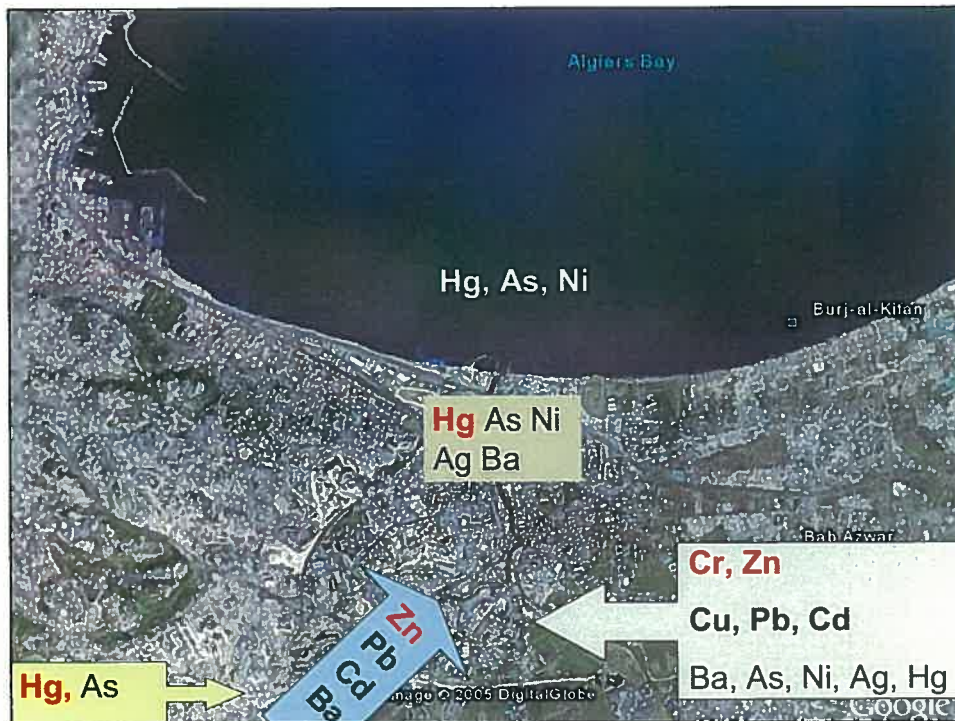 Algiers Bay
Hg, As, Ni
Burj-al-Kifan
Hg As Ni
Ag Ba
Bab Azwar
Cr, Zn
Cu, Pb, Cd
Ba, As, Ni, Ag, Hg
Zn
Pb
Cd
Ba
Hg, As
Image © 2005 DigitalGlobe
Google